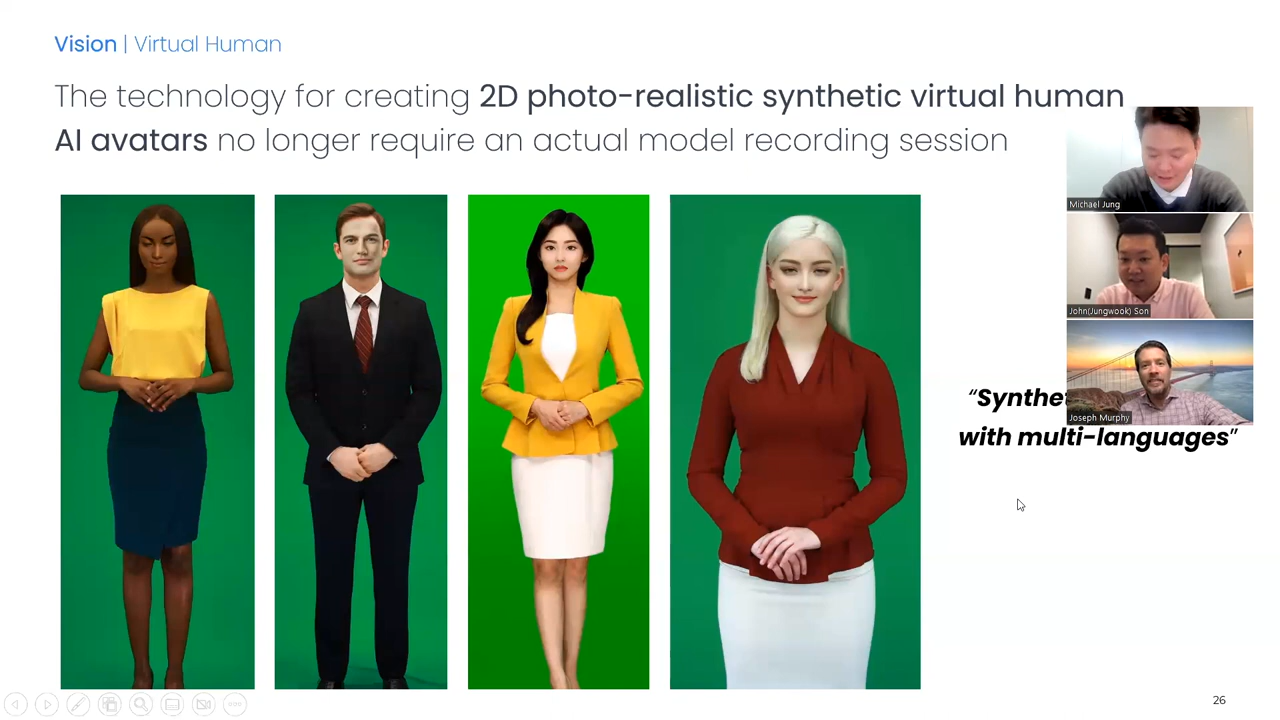 Vision | Virtual Human
The technology for creating 2D photo-realistic synthetic virtual human
AI avatars no longer require an actual model recording session
Michael Jung
John(Jungwook) Son
Joseph Murphy
with multi-languages"
26